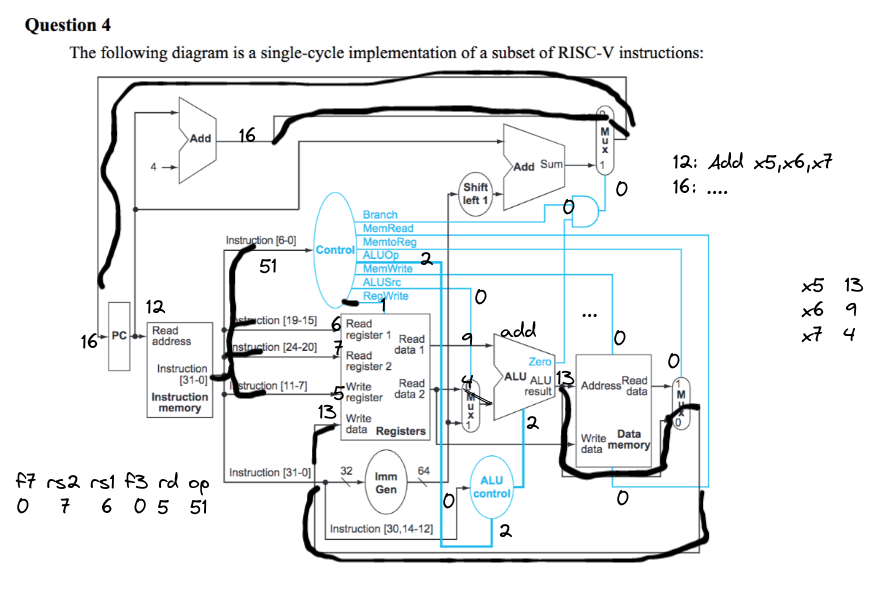 Question 4
The following diagram is a single-cycle implementation of a subset of RISC-V instructions:
Add
16
4
0
M
u
x
1
0
Add Sum
Shift
left 1
12: Add x5,x6,x7
16: ....
0
Branch
MemRead
MemtoReg
ALUOp
2
MemWrite
ALUSrc
RegWrite
Control
Instruction [6-0]
51
1
0
x5 13
x6 9
x7 4
...
12
16
PC
Read
address
Instruction
[31-0]
Instruction
memory
Instruction [19-15]
Instruction [24-20]
Instruction [11-7]
6
7
5
13
Read
register 1
Read
register 2
Write
register
Write
data
Read
data 1
Read
data 2
Registers
9
4
0
M
u
x
1
add
Zero
ALU
ALU
result
13
2
0
Address
Read
data
Write
data
Data
memory
0
0
1
M
u
x
0
Instruction [31-0]
32
Imm
Gen
64
0
ALU
control
2
Instruction [30,14-12]
f7 rs2 rs1 f3 rd op
0 7 6 0 5 51